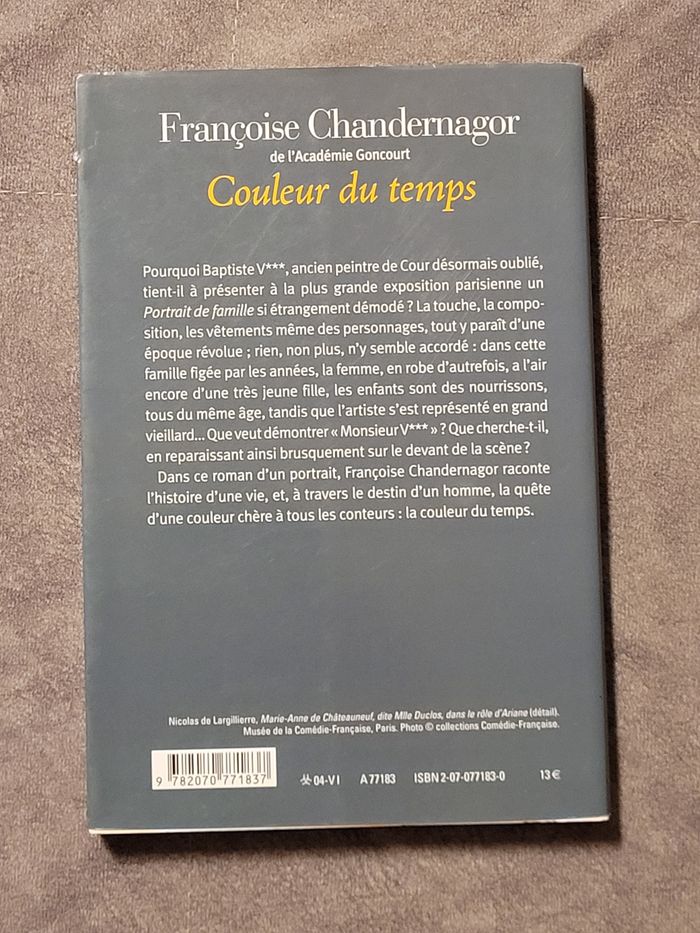 Françoise Chandernagor
de l'Académie Goncourt
Couleur du temps
Pourquoi Baptiste V***, ancien peintre de Cour désormais oublié,
tient-il à présenter à la plus grande exposition parisienne un
Portrait de famille si étrangement démodé ? La touche, la compo-
sition, les vêtements même des personnages, tout y paraît d'une
époque révolue ; rien, non plus, n'y semble accordé : dans cette
famille figée par les années, la femme, en robe d'autrefois, a l'air
encore d'une très jeune fille, les enfants sont des nourrissons,
tous du même âge, tandis que l'artiste s'est représenté en grand
vieillard... Que veut démontrer « Monsieur V*** » ? Que cherche-t-il,
en reparaissant ainsi brusquement sur le devant de la scène ?
Dans ce roman d'un portrait, Françoise Chandernagor raconte
l'histoire d'une vie, et, à travers le destin d'un homme, la quête
d'une couleur chère à tous les conteurs : la couleur du temps.
Nicolas de Largillierre, Marie-Anne de Châteauneuf, dite Mlle Duclos, dans le rôle d'Ariane (détail).
Musée de la Comédie-Française, Paris. Photo © collections Comédie-Française.
9 782070 771837 04-VI A 77183 ISBN 2-07-077183-0 13 €